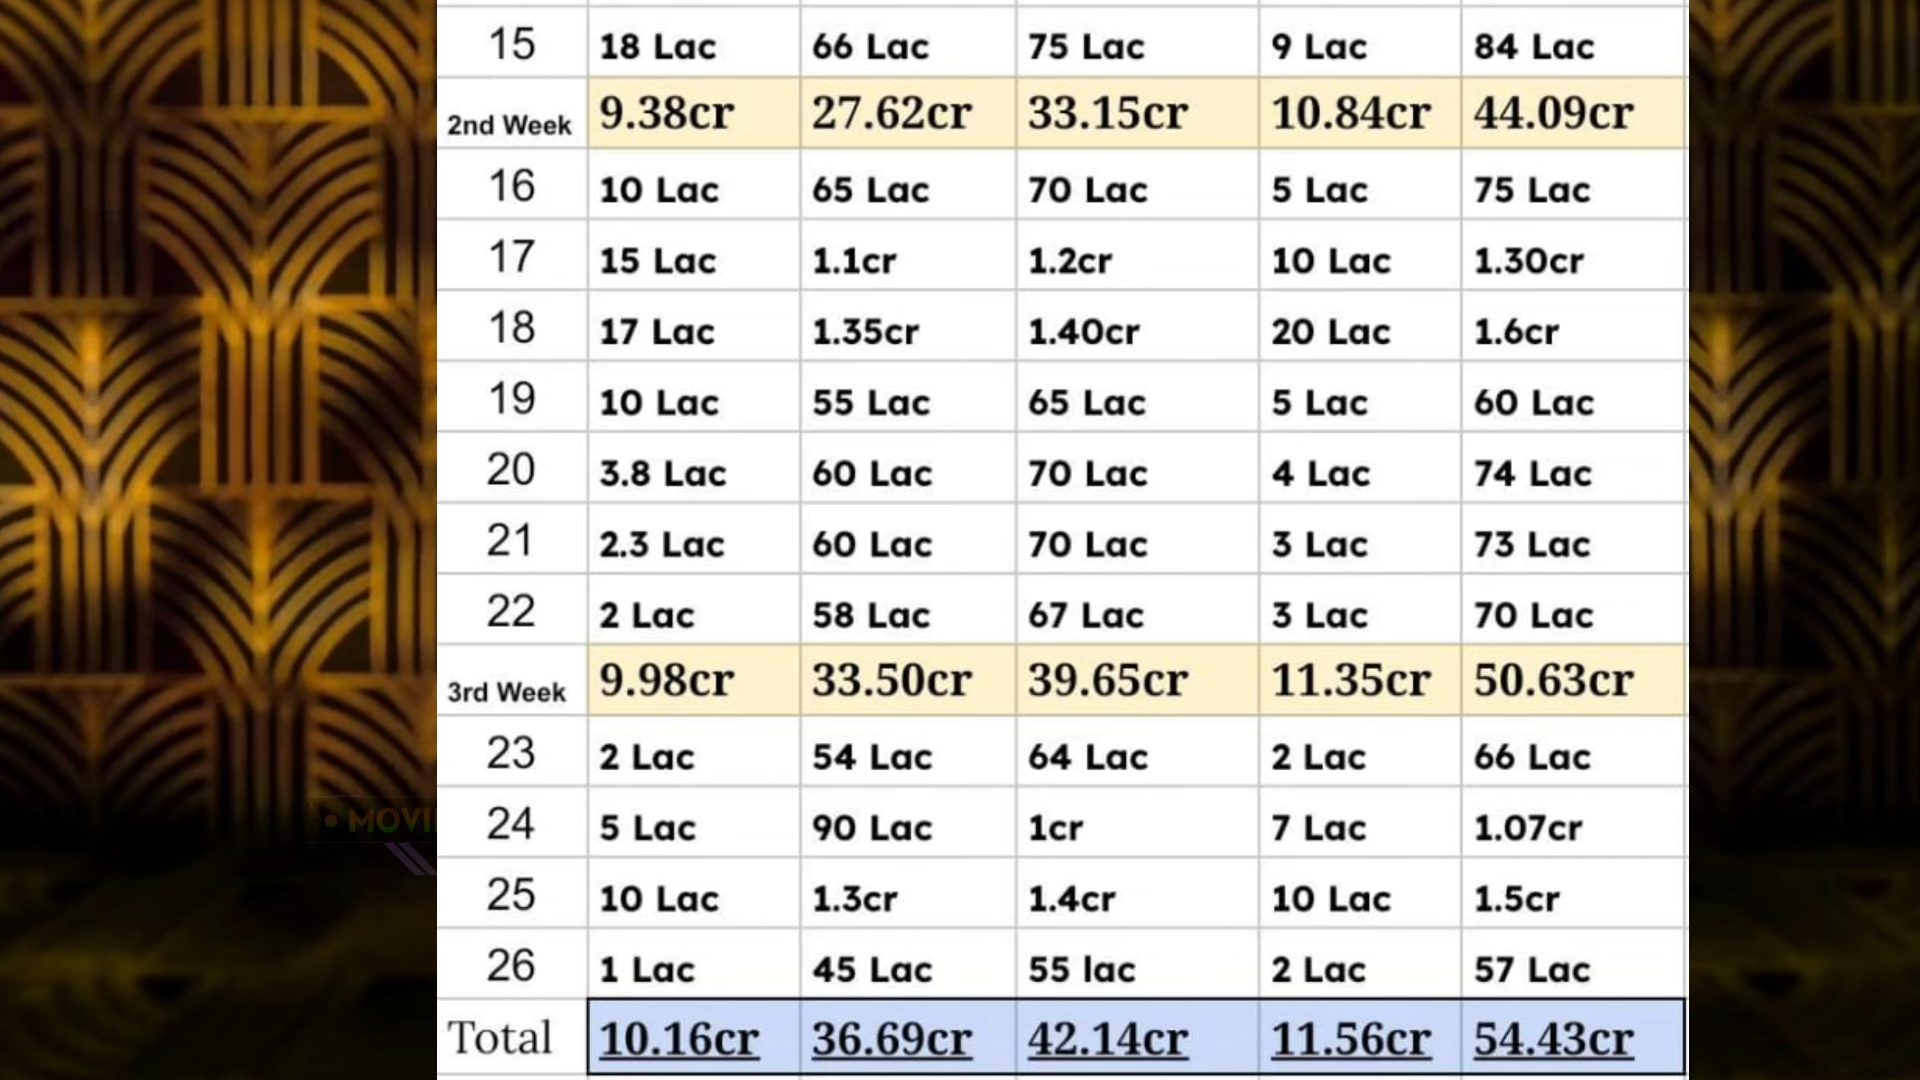 15 18 Lac 66 Lac 75 Lac 9 Lac 84 Lac
2nd Week 9.38cr 27.62cr 33.15cr 10.84cr 44.09cr
16 10 Lac 65 Lac 70 Lac 5 Lac 75 Lac
17 15 Lac 1.1cr 1.2cr 10 Lac 1.30cr
18 17 Lac 1.35cr 1.40cr 20 Lac 1.6cr
19 10 Lac 55 Lac 65 Lac 5 Lac 60 Lac
20 3.8 Lac 60 Lac 70 Lac 4 Lac 74 Lac
21 2.3 Lac 60 Lac 70 Lac 3 Lac 73 Lac
22 2 Lac 58 Lac 67 Lac 3 Lac 70 Lac
3rd Week 9.98cr 33.50cr 39.65cr 11.35cr 50.63cr
23 2 Lac 54 Lac 64 Lac 2 Lac 66 Lac
24 5 Lac 90 Lac 1cr 7 Lac 1.07cr
25 10 Lac 1.3cr 1.4cr 10 Lac 1.5cr
26 1 Lac 45 Lac 55 lac 2 Lac 57 Lac
Total 10.16cr 36.69cr 42.14cr 11.56cr 54.43cr